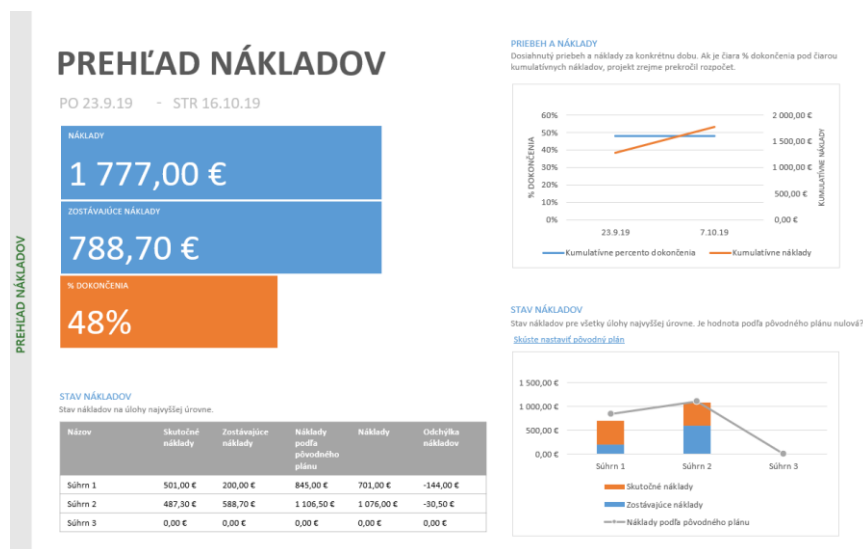 PREHĽAD NÁKLADOV
PREHĽAD NÁKLADOV
PO 23.9.19 - STR 16.10.19
NÁKLADY
1 777,00 €
ZOSTÁVAJÚCE NÁKLADY
788,70 €
% DOKONČENIA
48%
STAV NÁKLADOV
Stav nákladov na úlohy najvyššej úrovne.
Názov Skutočné náklady Zostávajúce náklady Náklady podľa pôvodného plánu Náklady Odchýlka nákladov
Súhrn 1 501,00 € 200,00 € 845,00 € 701,00 € -144,00 €
Súhrn 2 487,30 € 588,70 € 1 106,50 € 1 076,00 € -30,50 €
Súhrn 3 0,00 € 0,00 € 0,00 € 0,00 € 0,00 €
PRIEBEH A NÁKLADY
Dosiahnutý priebeh a náklady za konkrétnu dobu. Ak je čiara % dokončenia pod čiarou
kumulatívnych nákladov, projekt zrejme prekročil rozpočet.
% DOKONČENIA
60%
50%
40%
30%
20%
10%
0%
2 000,00 €
1 500,00 €
1 000,00 €
500,00 €
0,00 €
KUMULATÍVNE NÁKLADY
23.9.19 7.10.19
Kumulatívne percento dokončenia Kumulatívne náklady
STAV NÁKLADOV
Stav nákladov pre všetky úlohy najvyššej úrovne. Je hodnota podľa pôvodného plánu nulová?
Skúste nastaviť pôvodný plán
1 500,00 €
1 000,00 €
500,00 €
0,00 €
Súhrn 1 Súhrn 2 Súhrn 3
Skutočné náklady
Zostávajúce náklady
Náklady podľa pôvodného plánu